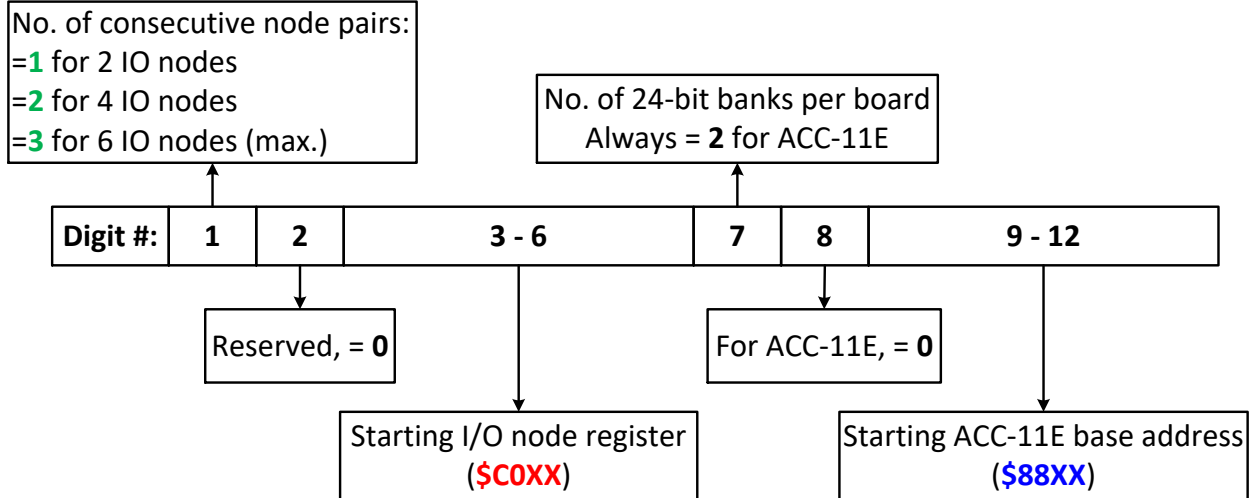 No. of consecutive node pairs:
=1 for 2 IO nodes
=2 for 4 IO nodes
=3 for 6 IO nodes (max.)
No. of 24-bit banks per board
Always = 2 for ACC-11E
Digit #: 1 2 3 - 6 7 8 9 - 12
Reserved, = 0
For ACC-11E, = 0
Starting I/O node register
($C0XX)
Starting ACC-11E base address
($88XX)